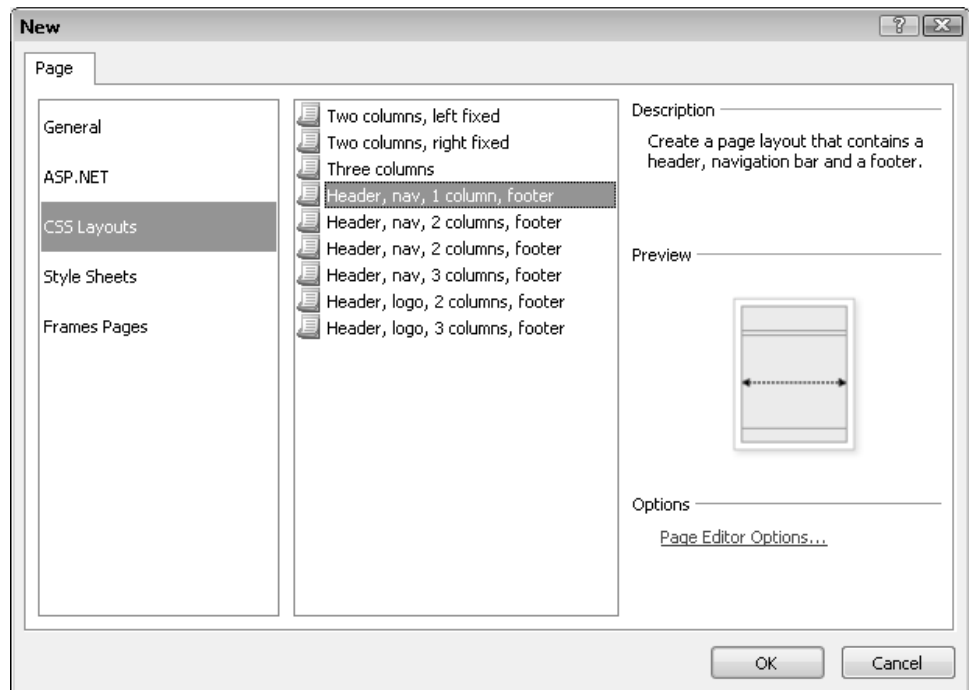 New
Page
General
ASP.NET
CSS Layouts
Style Sheets
Frames Pages
Two columns, left fixed
Two columns, right fixed
Three columns
Header, nav, 1 column, footer
Header, nav, 2 columns, footer
Header, nav, 2 columns, footer
Header, nav, 3 columns, footer
Header, logo, 2 columns, footer
Header, logo, 3 columns, footer
Description
Create a page layout that contains a
header, navigation bar and a footer.
Preview
Options
Page Editor Options...
OK
Cancel